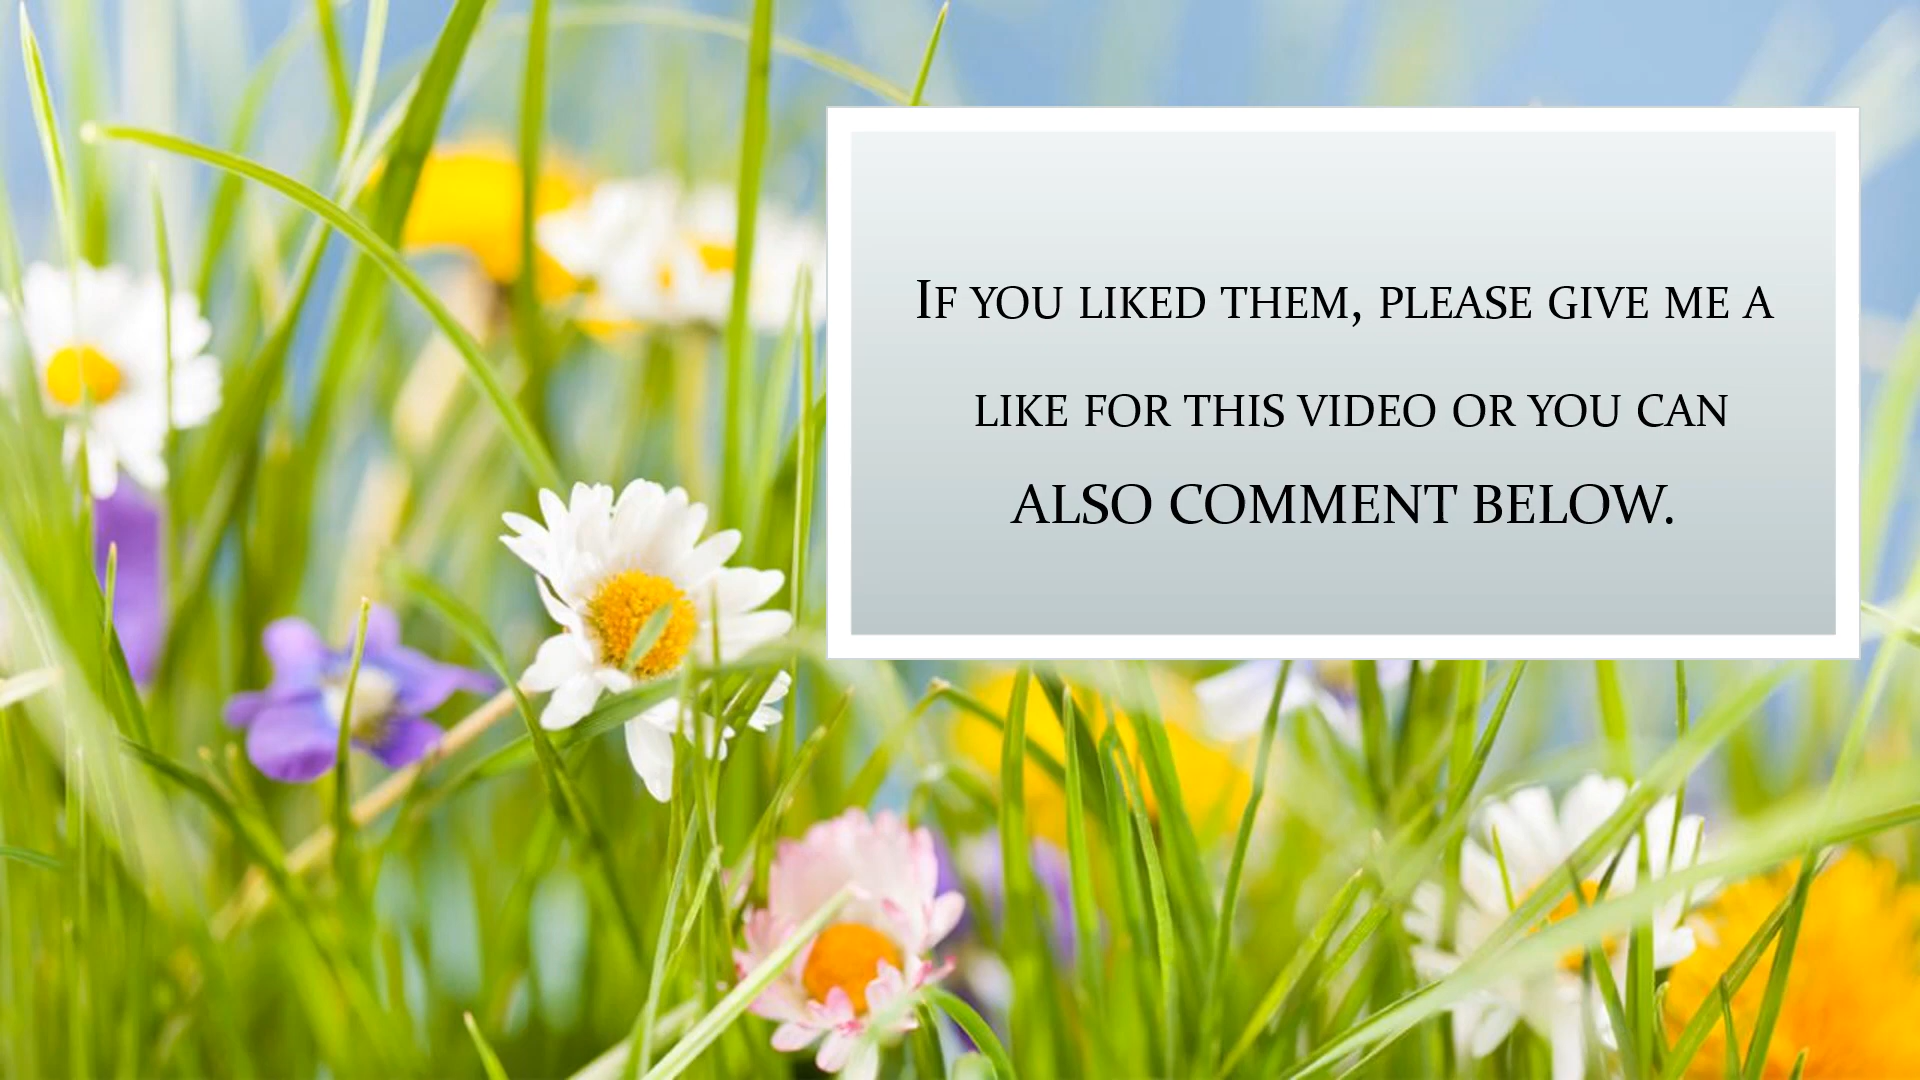 If you liked them, please give me a
like for this video or you can
ALSO COMMENT BELOW.